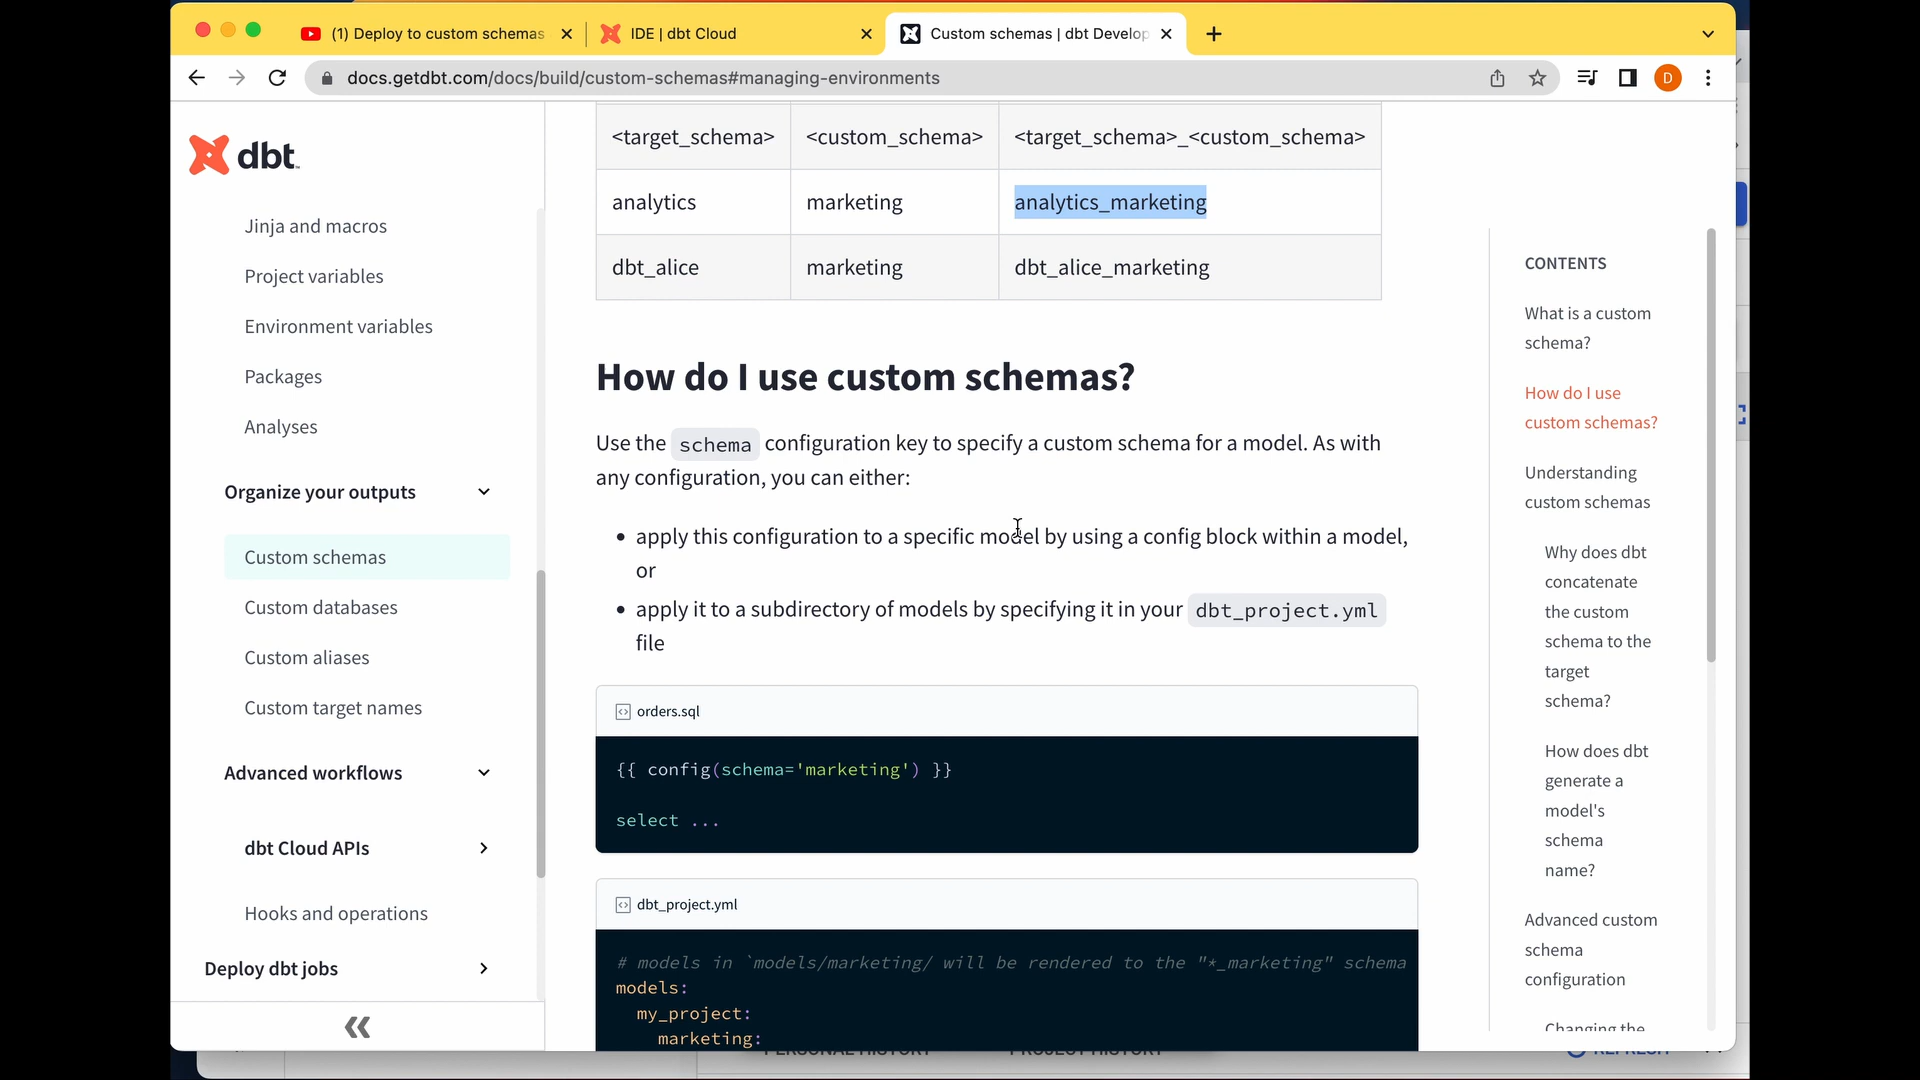 (1) Deploy to custom schemas
IDE | dbt Cloud
Custom schemas | dbt Develop
docs.getdbt.com/docs/build/custom-schemas#managing-environments
D
dbt
Jinja and macros
Project variables
Environment variables
Packages
Analyses
Organize your outputs
Custom schemas
Custom databases
Custom aliases
Custom target names
Advanced workflows
dbt Cloud APIs
Hooks and operations
Deploy dbt jobs
<target_schema> <custom_schema> <target_schema>_<custom_schema>
analytics marketing analytics_marketing
dbt_alice marketing dbt_alice_marketing
How do I use custom schemas?
Use the schema configuration key to specify a custom schema for a model. As with
any configuration, you can either:
• apply this configuration to a specific model by using a config block within a model,
or
• apply it to a subdirectory of models by specifying it in your dbt_project.yml
file
orders.sql
{{ config(schema='marketing') }}
select ...
dbt_project.yml
# models in `models/marketing/ will be rendered to the "*_marketing" schema
models:
my_project:
marketing:
CONTENTS
What is a custom
schema?
How do I use
custom schemas?
Understanding
custom schemas
Why does dbt
concatenate
the custom
schema to the
target
schema?
How does dbt
generate a
model's
schema
name?
Advanced custom
schema
configuration
Changing the
PERSONAL HISTORY PROJECT HISTORY REFRESH